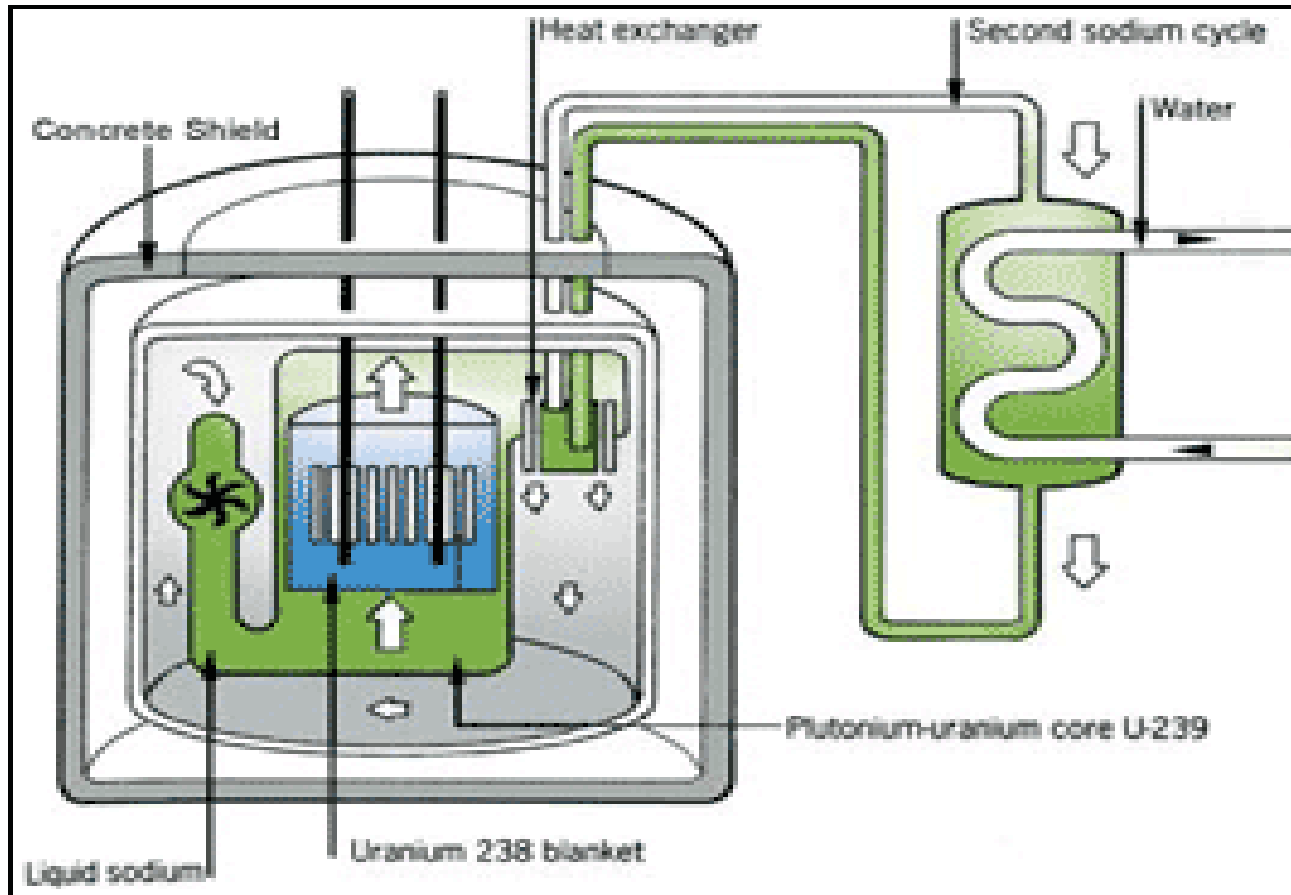 Heat exchanger
Second sodium cycle
Water
Concrete Shield
Plutonium-uranium core U-239
Uranium 238 blanket
Liquid sodium